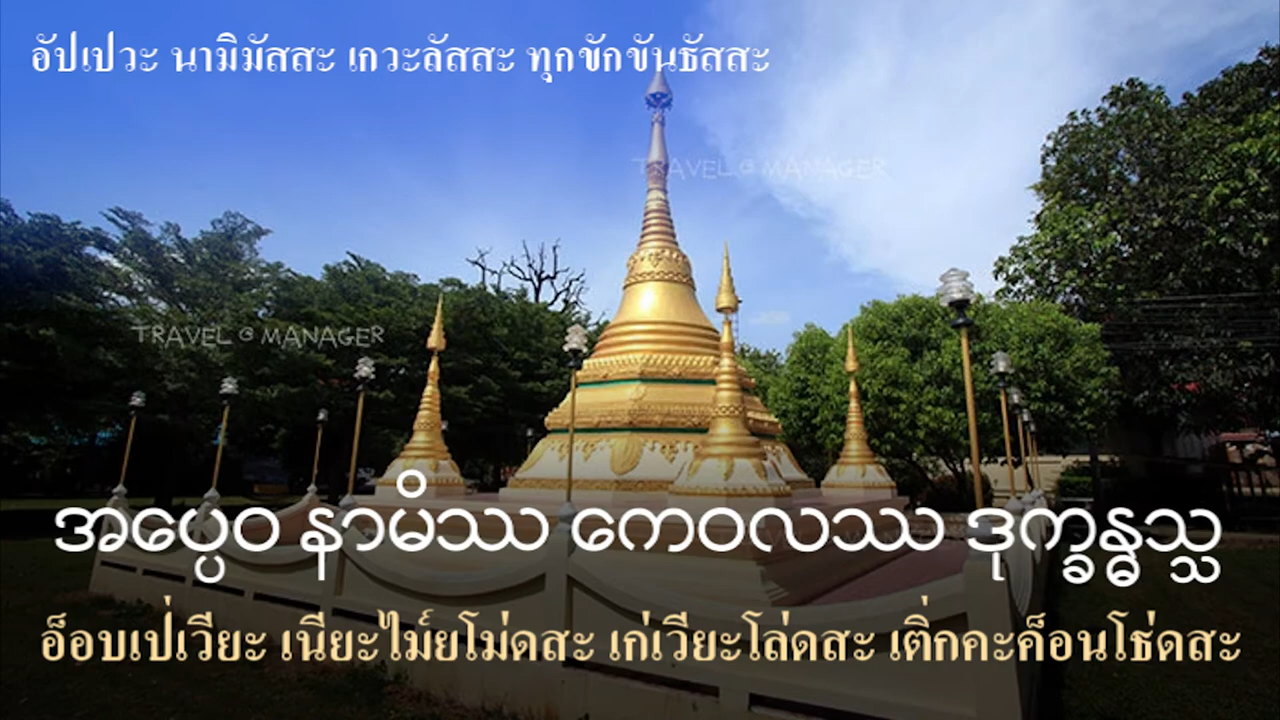 อัปเปวะ นามิมัสสะ เกวะลัสสะ ทุกขักขันธัสสะ
TRAVEL @ MANAGER
TRAVEL @ MANAGER
အပ္ပေဝ နာမိဿ ကေဝလဿ ဒုက္ခန္ဓသ္သ
อ็อบเป่เวียะ เนียะไม์ยโม่ดสะ เก่เวียะโล่ดสะ เติ่กคะค็อนโธ่ดสะ